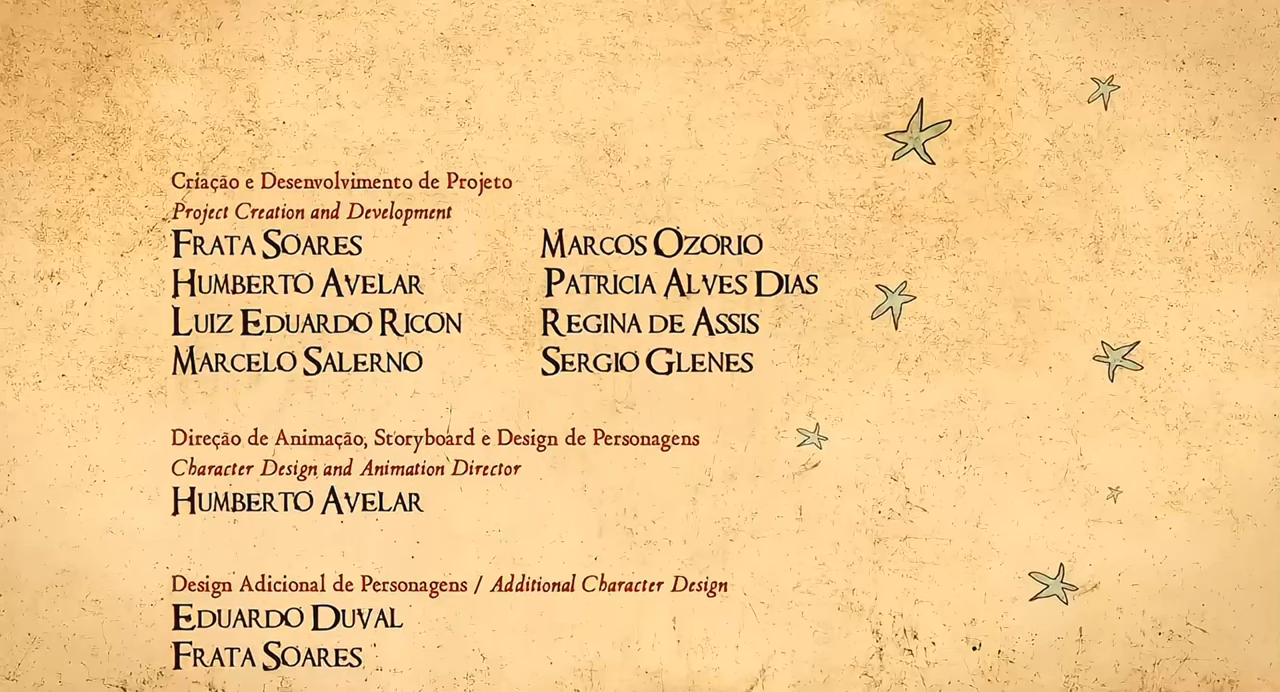 Criação e Desenvolvimento de Projeto
Project Creation and Development
FRATA SOARES
HUMBERTO AVELAR
LUIZ EDUARDO RICON
MARCELO SALERNO
MARCOS OZORIO
PATRICIA ALVES DIAS
REGINA DE ASSIS
SERGIO GLENES
Direção de Animação, Storyboard e Design de Personagens
Character Design and Animation Director
HUMBERTO AVELAR
Design Adicional de Personagens / Additional Character Design
EDUARDO DUVAL
FRATA SOARES